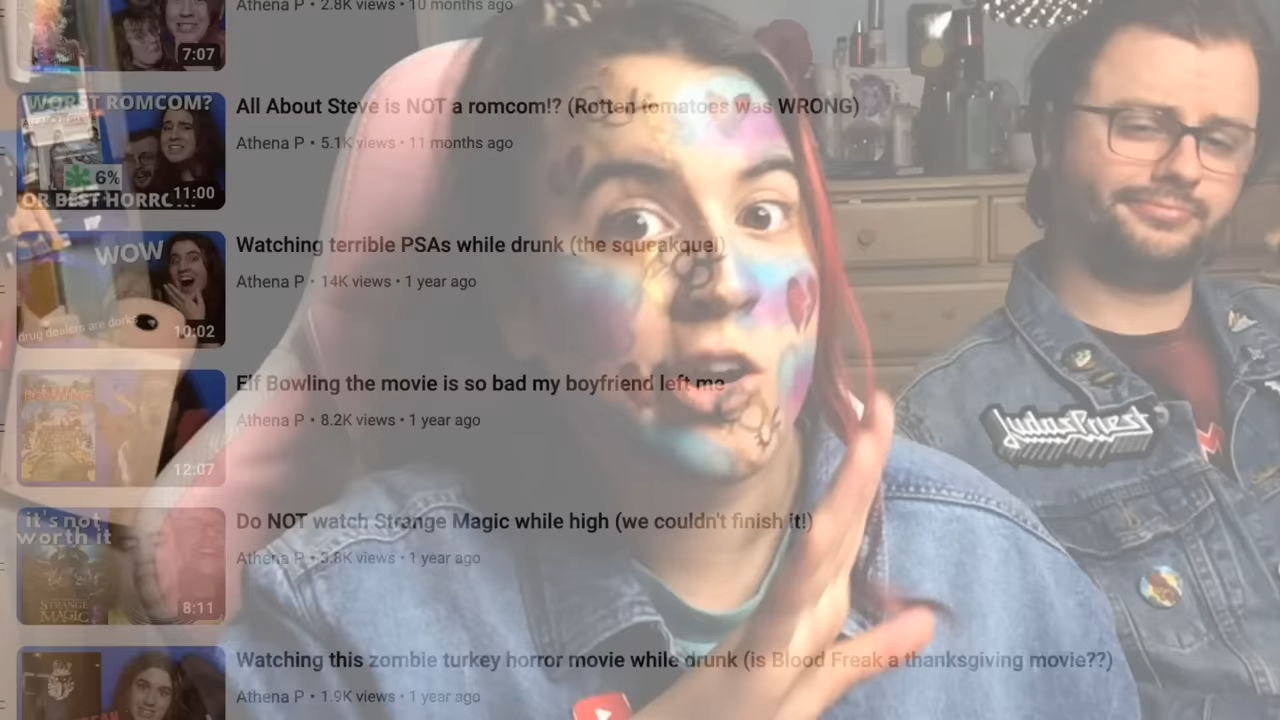 Athena P • 2.8K views • 10 months ago
7:07
WORST ROMCOM?
6%
OR BEST HORRO...
11:00
All About Steve is NOT a romcom!? (Rotten tomatoes was WRONG)
Athena P • 5.1K views • 11 months ago
WOW
drug dealers are dorks
10:02
Watching terrible PSAs while drunk (the squeakquel)
Athena P • 14K views • 1 year ago
BOWLING
12:07
Elf Bowling the movie is so bad my boyfriend left me
Athena P • 8.2K views • 1 year ago
it's not
worth it
STRANGE
MAGIC
8:11
Do NOT watch Strange Magic while high (we couldn't finish it!)
Athena P • 3.8K views • 1 year ago
Watching this zombie turkey horror movie while drunk (is Blood Freak a thanksgiving movie??)
Athena P • 1.9K views • 1 year ago
Judas Priest